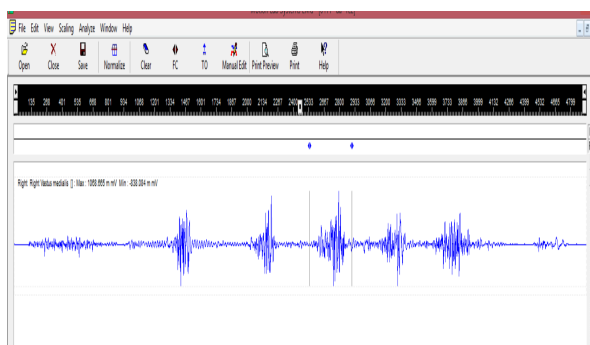 File Edit View Scaling Analyze Window Help
Open Close Save Normalize Clear FC TO Manual Edit Print Preview Print Help
135 268 401 535 668 801 934 1068 1201 1334 1467 1601 1734 1867 2000 2134 2267 2400 2533 2667 2800 2933 3066 3200 3333 3466 3599 3733 3866 3999 4132 4266 4399 4532 4665 4799
Right Right Vastus medialis []: Max : 1068.665 m mV Min : -838.084 m mV